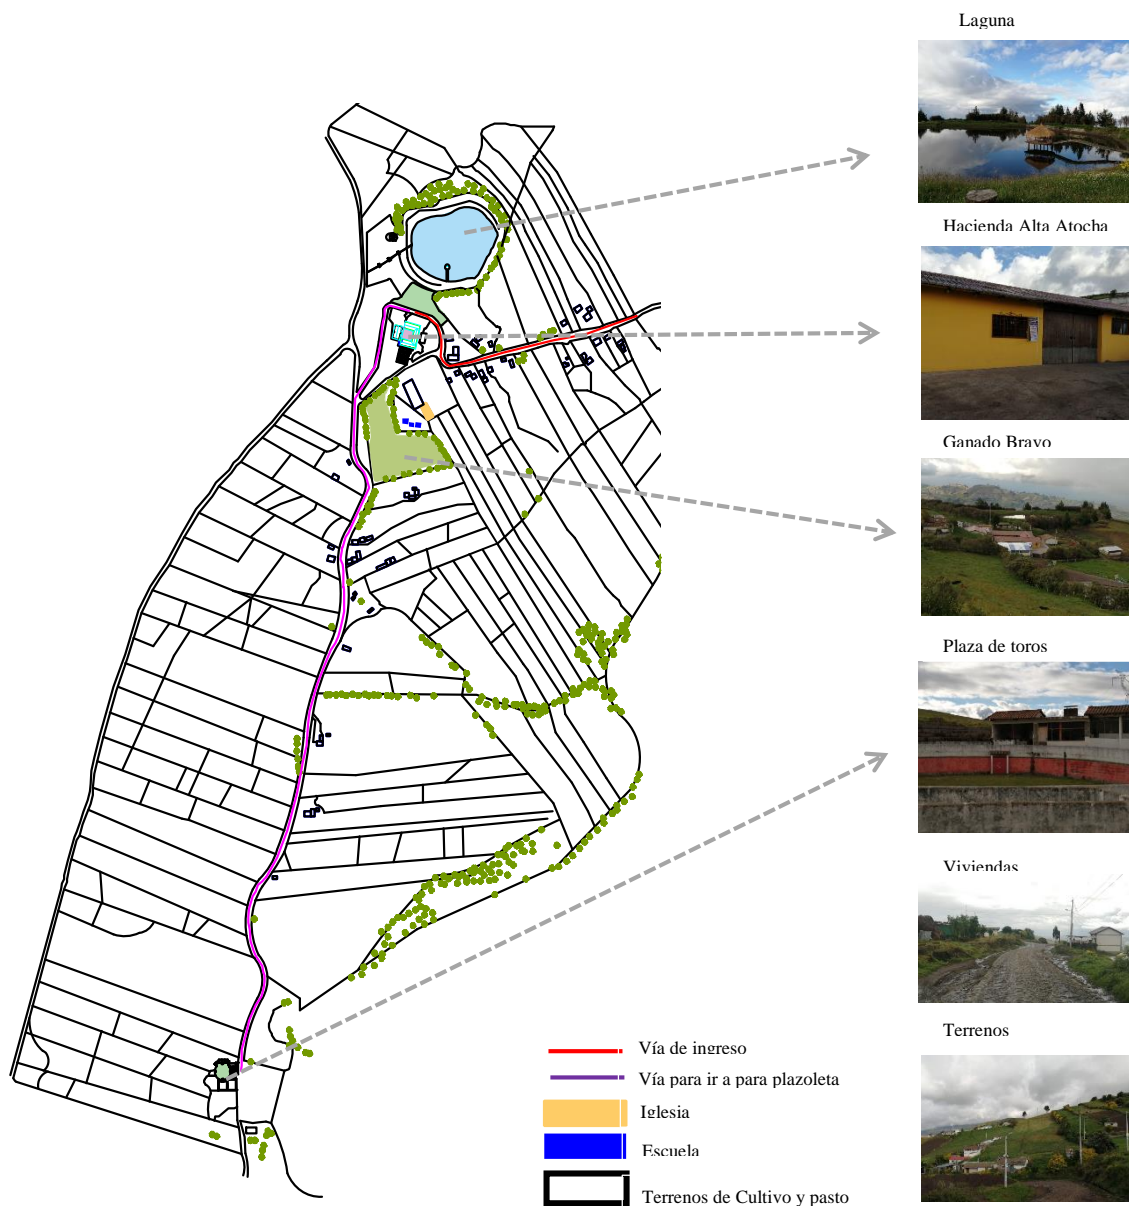 Laguna
Hacienda Alta Atocha
Ganado Bravo
Plaza de toros
Viviendas
Terrenos
Vía de ingreso
Vía para ir a para plazoleta
Iglesia
Escuela
Terrenos de Cultivo y pasto